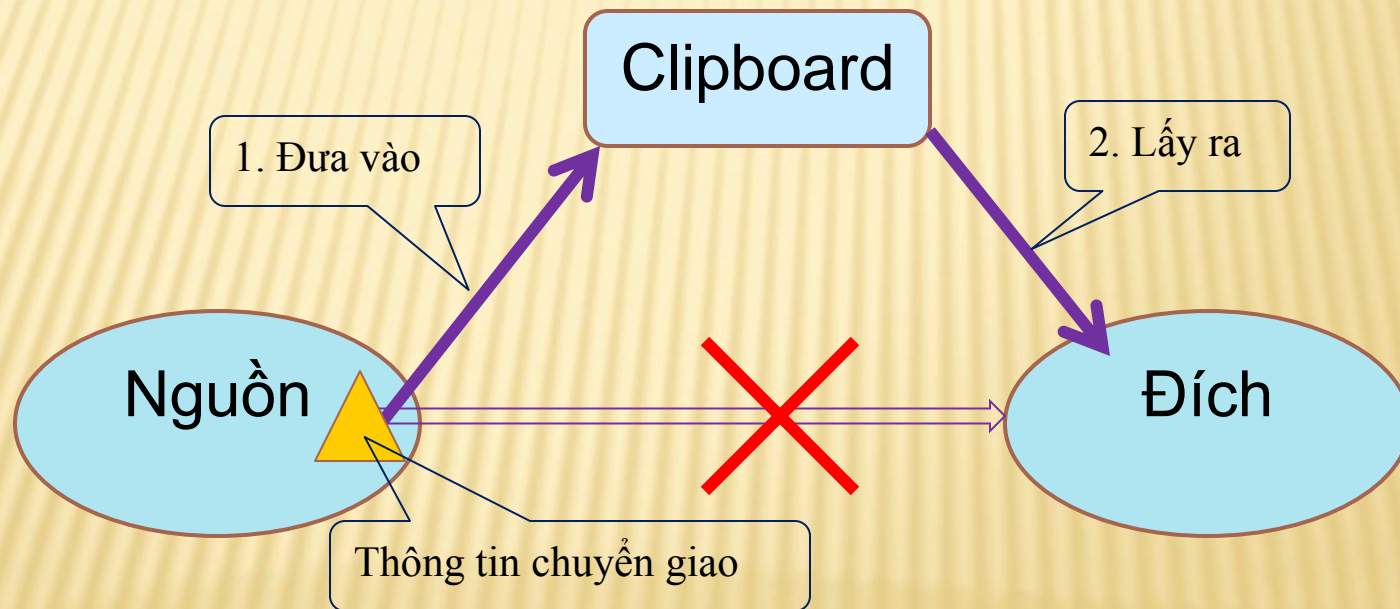 Clipboard
1. Đưa vào
2. Lấy ra
Nguồn
Đích
Thông tin chuyển giao